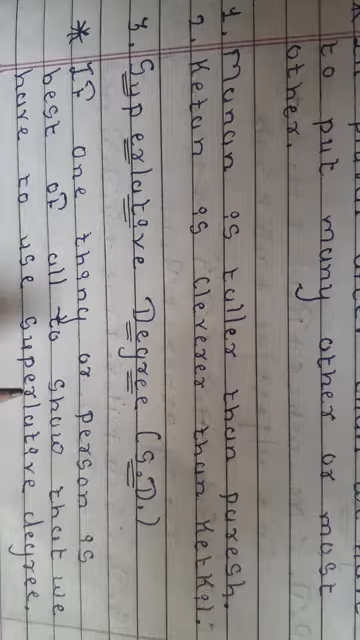 to put many other or most
other.
1. Manan is taller than paresh.
2. Ketan is cleverer than Ketki.
3. Superlative Degree (S.D.)
* If one thing or person is
best of all to show that we
have to use superlative degree.